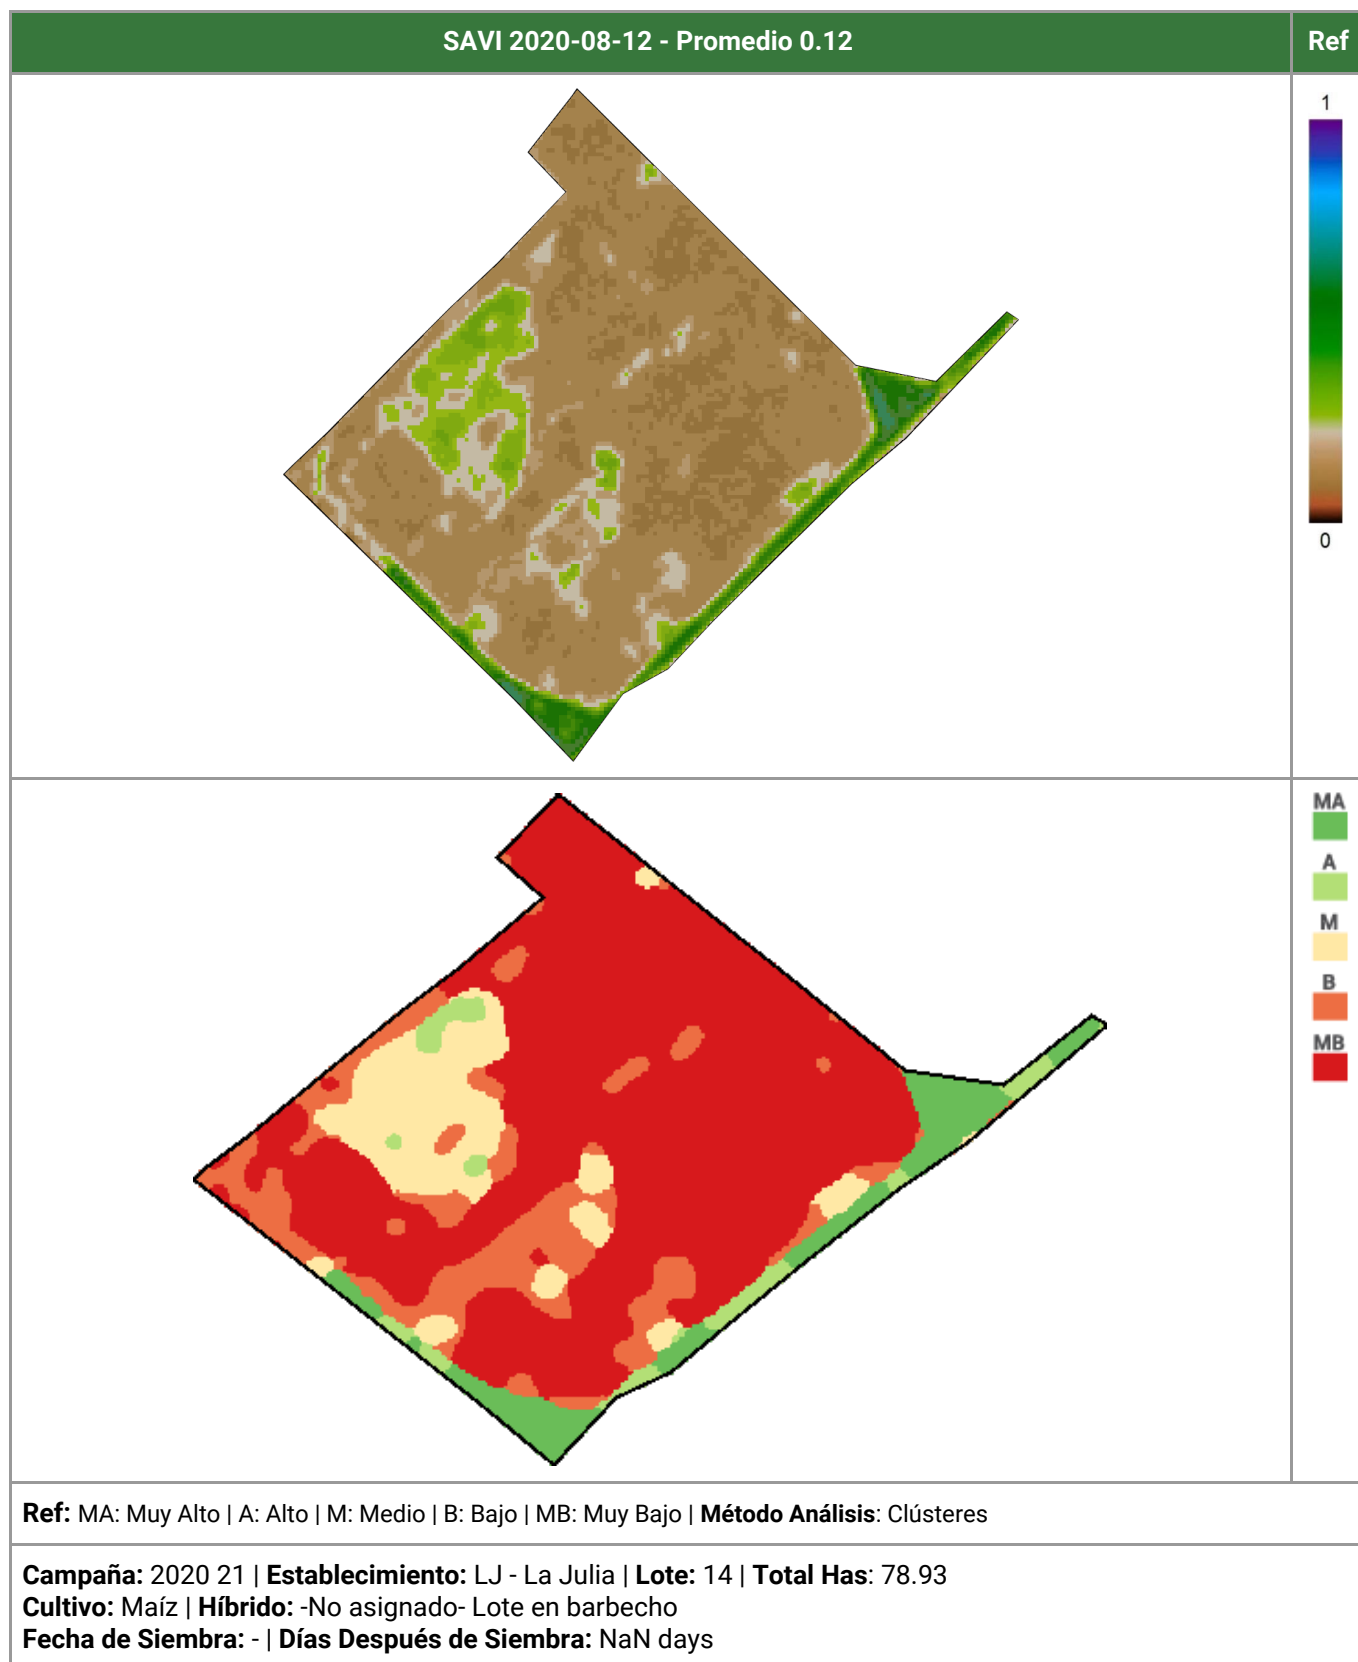 SAVI 2020-08-12 - Promedio 0.12
Ref
1
0
MA
A
M
B
MB
Ref: MA: Muy Alto | A: Alto | M: Medio | B: Bajo | MB: Muy Bajo | Método Análisis: Clústeres
Campaña: 2020 21 | Establecimiento: LJ - La Julia | Lote: 14 | Total Has: 78.93
Cultivo: Maíz | Híbrido: -No asignado- Lote en barbecho
Fecha de Siembra: - | Días Después de Siembra: NaN days